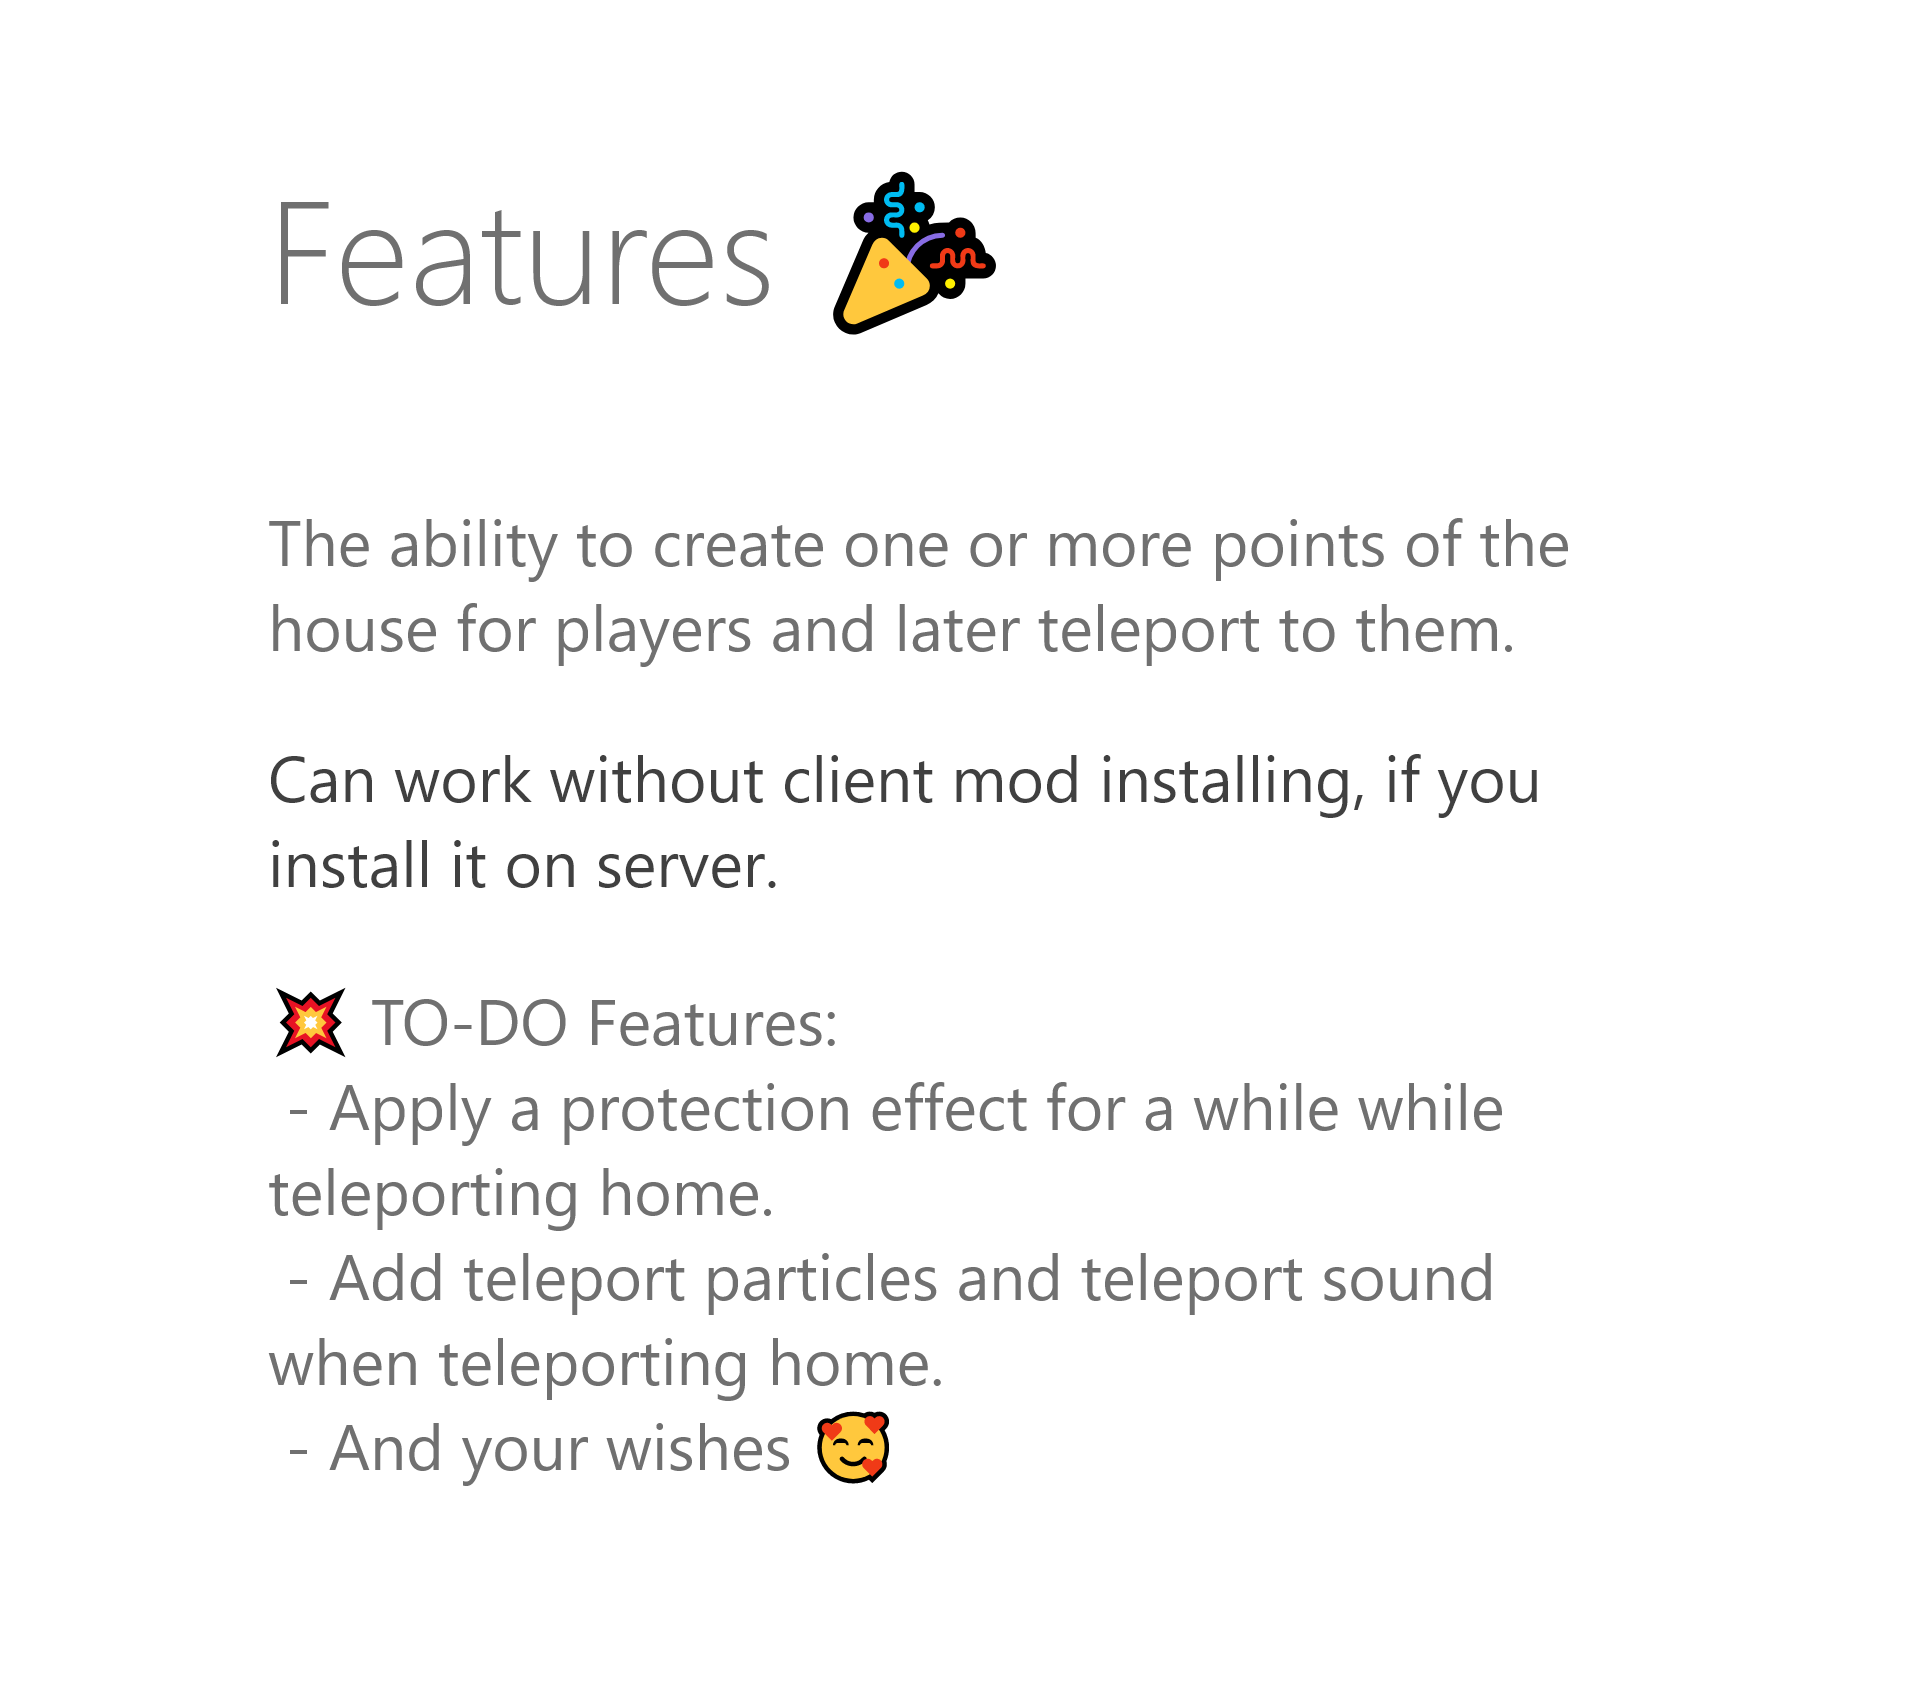 Features 🎉
The ability to create one or more points of the
house for players and later teleport to them.
Can work without client mod installing, if you
install it on server.
💥 TO-DO Features:
- Apply a protection effect for a while while
teleporting home.
- Add teleport particles and teleport sound
when teleporting home.
- And your wishes 🥰